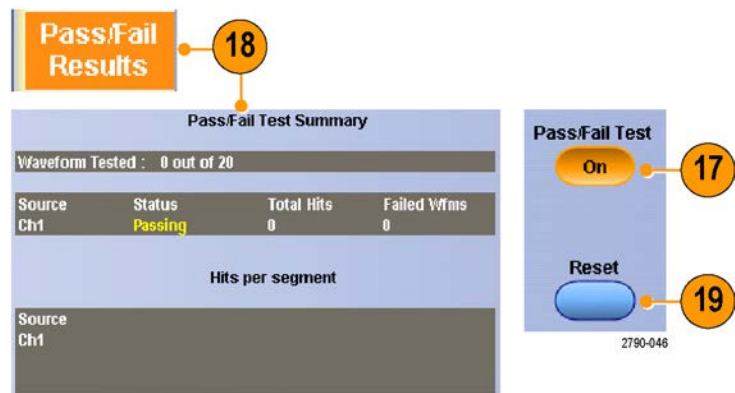 Pass/Fail
Results
18
Pass/Fail Test Summary
Waveform Tested : 0 out of 20
Source Status Total Hits Failed Wfms
Ch1 Passing 0 0
Hits per segment
Source
Ch1
Pass/Fail Test
On
17
Reset
19
2790-046